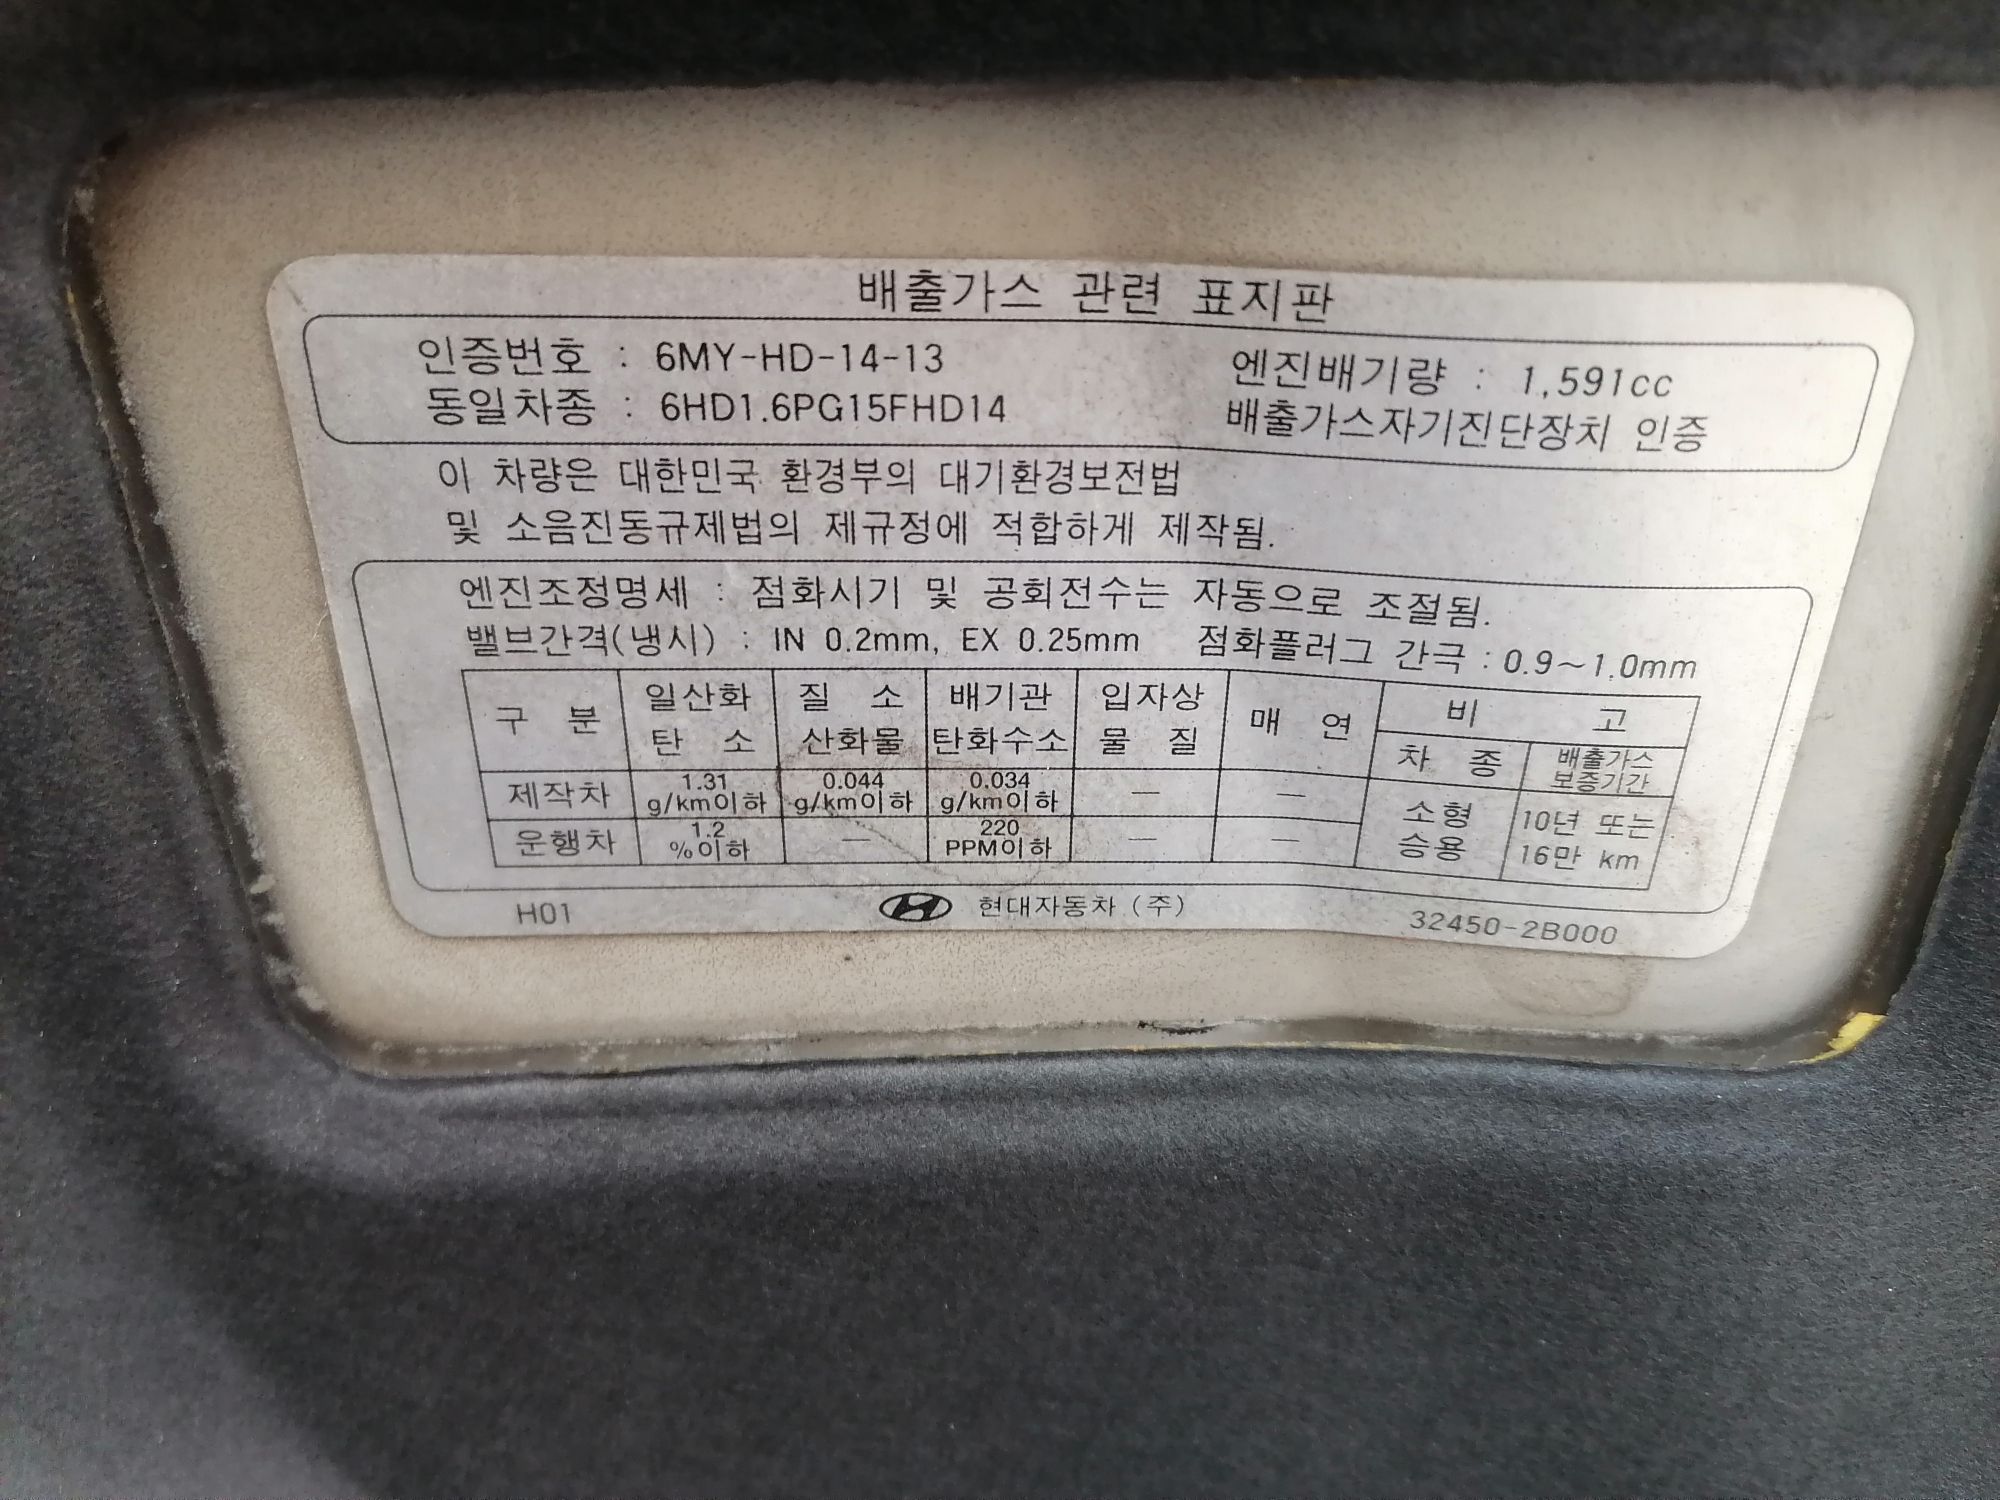 배출가스 관련 표지판
인증번호 : 6MY-HD-14-13 엔진배기량 : 1,591cc
동일차종 : 6HD1.6PG15FHD14 배출가스자기진단장치 인증
이 차량은 대한민국 환경부의 대기환경보전법
및 소음진동규제법의 제규정에 적합하게 제작됨.
엔진조정명세 : 점화시기 및 공회전수는 자동으로 조절됨.
밸브간격(냉시) : IN 0.2mm, EX 0.25mm 점화플러그 간극 : 0.9~1.0mm
구 분 일산화탄 소 질 소산화물 배기관탄화수소 입자상물 질 매 연 비 고
차 종 배출가스보증기간
제작차 1.31g/km이하 0.044g/km이하 0.034g/km이하 — — 소형승용 10년 또는16만 km
운행차 1.2%이하 — 220PPM이하 — —
H01 현대자동차 (주) 32450-2B000